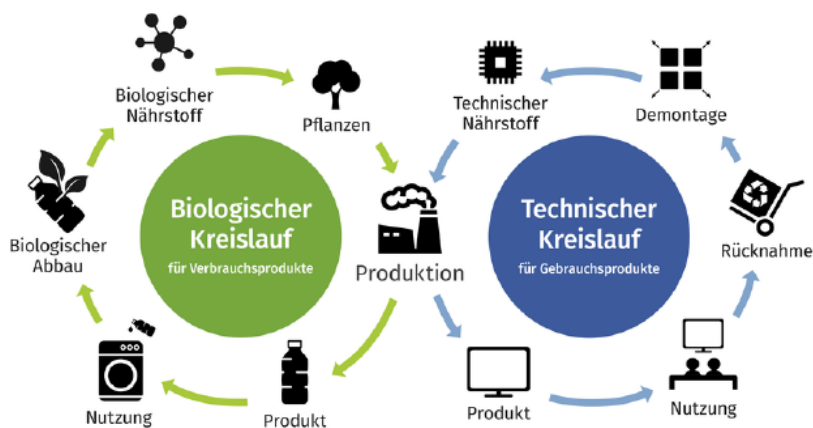 Biologischer
Nährstoff
Pflanzen
Technischer
Nährstoff
Demontage
Biologischer
Kreislauf
für Verbrauchsprodukte
Technischer
Kreislauf
für Gebrauchsprodukte
Biologischer
Abbau
Produktion
Rücknahme
Nutzung
Produkt
Produkt
Nutzung